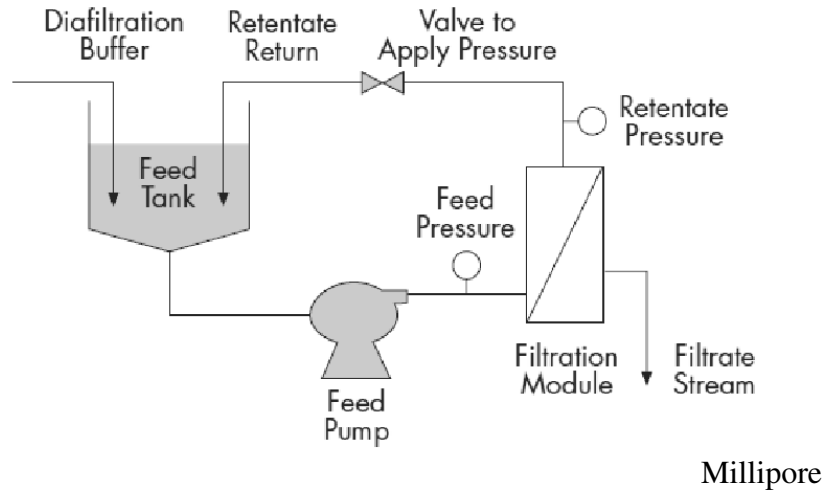 Diafiltration
Buffer
Retentate
Return
Valve to
Apply Pressure
Retentate
Pressure
Feed
Tank
Feed
Pressure
Feed
Pump
Filtration
Module
Filtrate
Stream
Millipore